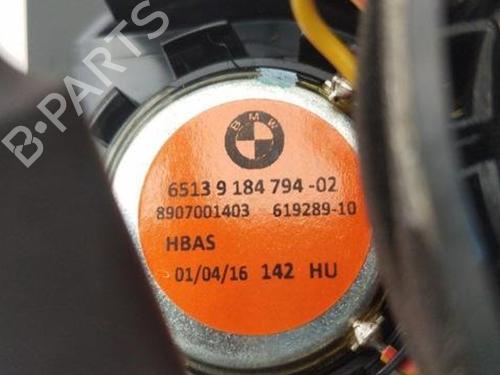 B-PARTS
BMW
6513 9 184 794 -02
8907001403 619289-10
HBAS
01/04/16 142 HU